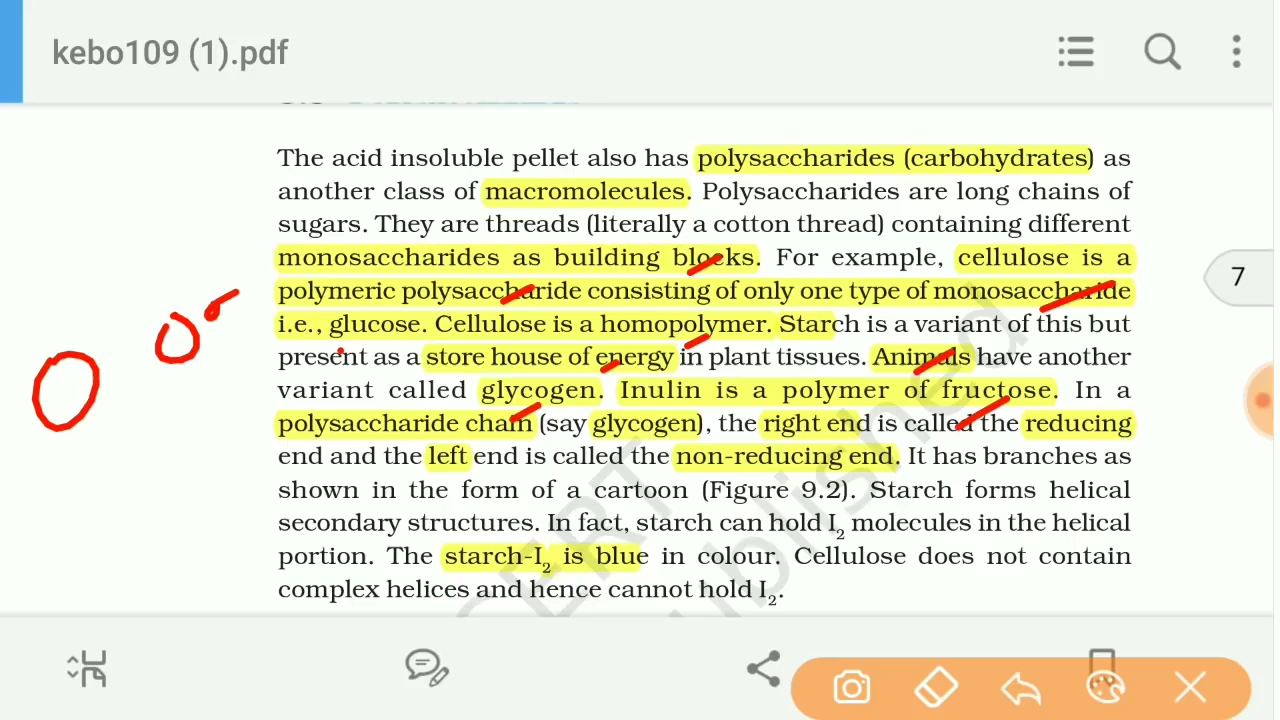 kebo109 (1).pdf
The acid insoluble pellet also has polysaccharides (carbohydrates) as
another class of macromolecules. Polysaccharides are long chains of
sugars. They are threads (literally a cotton thread) containing different
monosaccharides as building blocks. For example, cellulose is a
polymeric polysaccharide consisting of only one type of monosaccharide
i.e., glucose. Cellulose is a homopolymer. Starch is a variant of this but
present as a store house of energy in plant tissues. Animals have another
variant called glycogen. Inulin is a polymer of fructose. In a
polysaccharide chain (say glycogen), the right end is called the reducing
end and the left end is called the non-reducing end. It has branches as
shown in the form of a cartoon (Figure 9.2). Starch forms helical
secondary structures. In fact, starch can hold I₂ molecules in the helical
portion. The starch-I₂ is blue in colour. Cellulose does not contain
complex helices and hence cannot hold I₂.
7